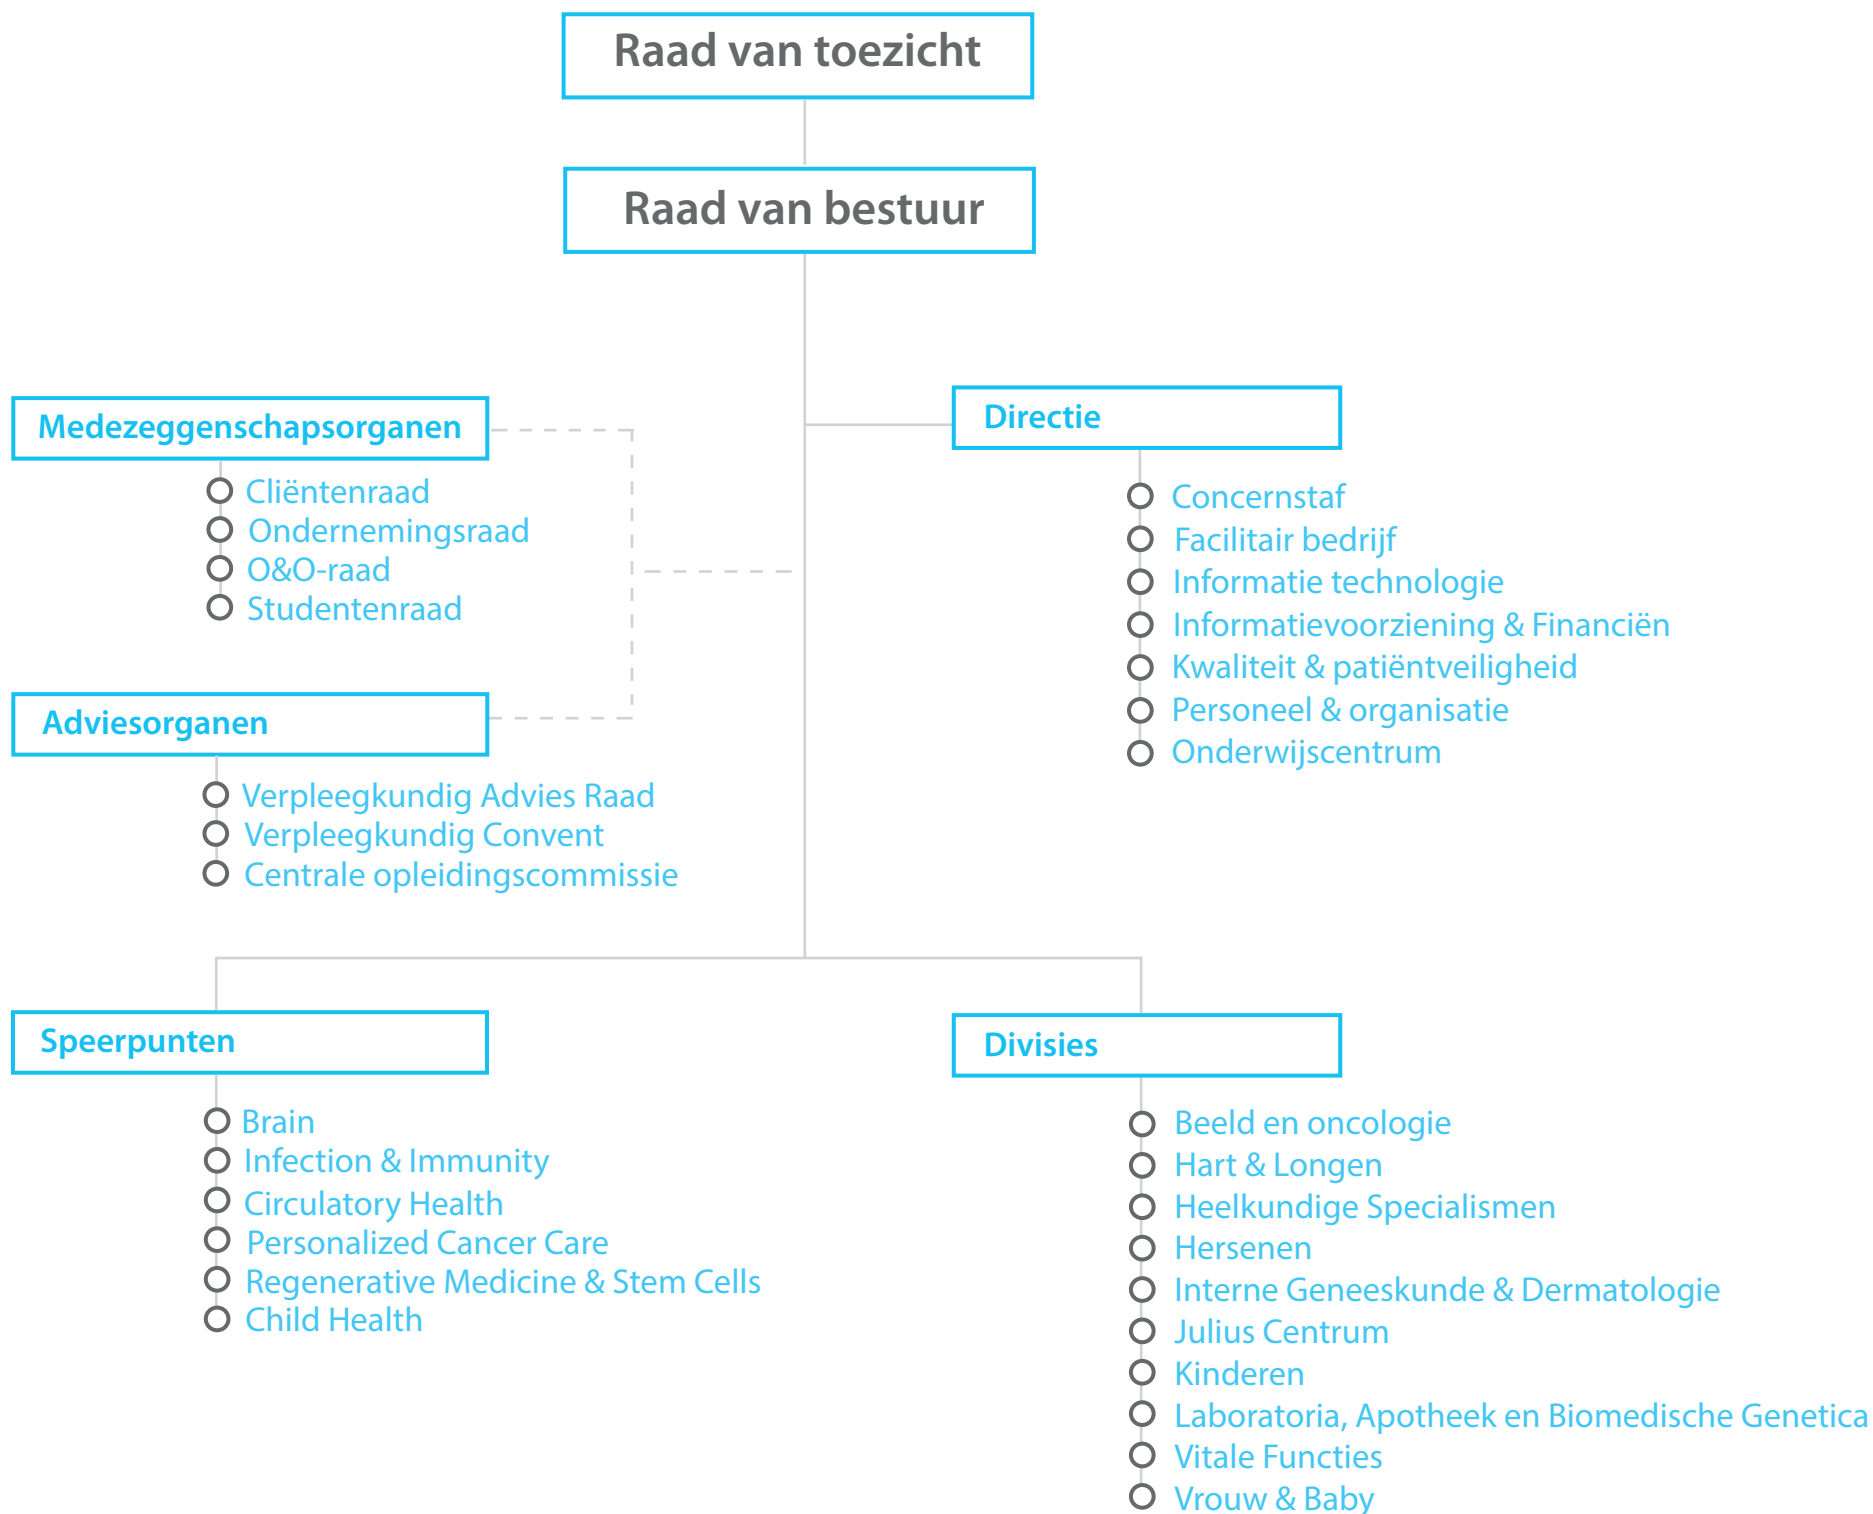 Raad van toezicht
Raad van bestuur
Medezeggenschapsorganen
Cliëntenraad
Ondernemingsraad
O&O-raad
Studentenraad
Adviesorganen
Verpleegkundig Advies Raad
Verpleegkundig Convent
Centrale opleidingscommissie
Directie
Concernstaf
Facilitair bedrijf
Informatie technologie
Informatievoorziening & Financiën
Kwaliteit & patiëntveiligheid
Personeel & organisatie
Onderwijscentrum
Speerpunten
Brain
Infection & Immunity
Circulatory Health
Personalized Cancer Care
Regenerative Medicine & Stem Cells
Child Health
Divisies
Beeld en oncologie
Hart & Longen
Heelkundige Specialismen
Hersenen
Interne Geneeskunde & Dermatologie
Julius Centrum
Kinderen
Laboratoria, Apotheek en Biomedische Genetica
Vitale Functies
Vrouw & Baby